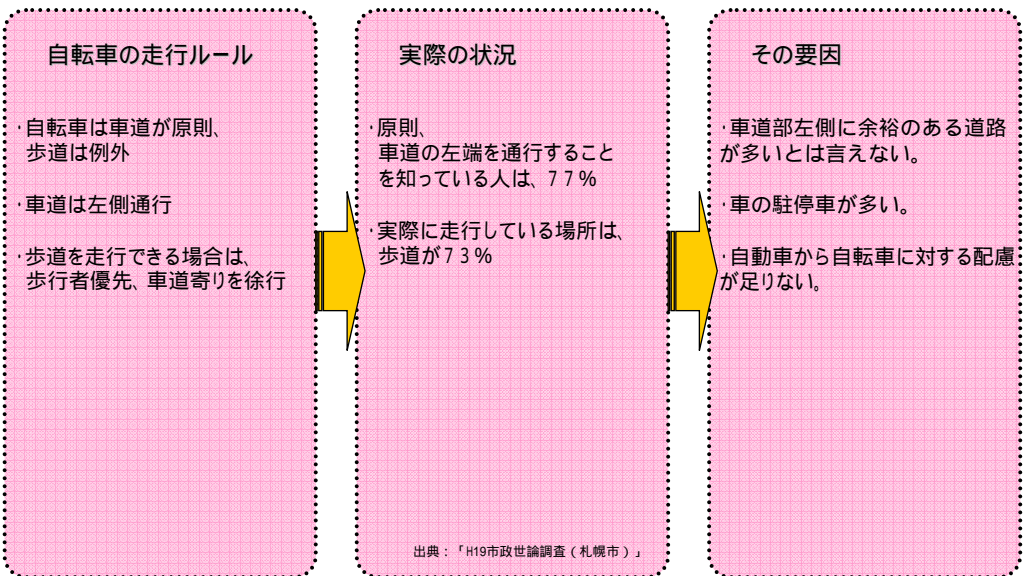 自転車の走行ルール
・自転車は車道が原則、
歩道は例外
・車道は左側通行
・歩道を走行できる場合は、
歩行者優先、車道寄りを徐行
実際の状況
・原則、
車道の左端を通行すること
を知っている人は、７７％
・実際に走行している場所は、
歩道が７３％
出典：「H19市政世論調査（札幌市）」
その要因
・車道部左側に余裕のある道路
が多いとは言えない。
・車の駐停車が多い。
・自動車から自転車に対する配慮
が足りない。